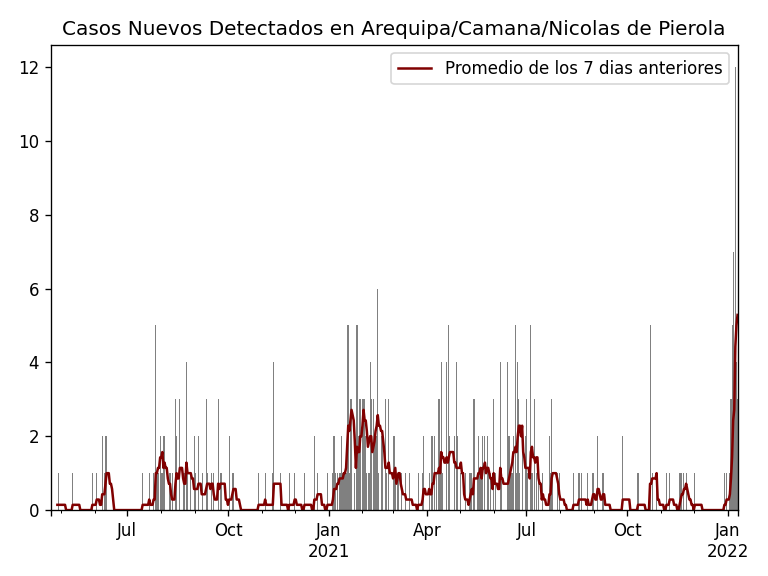 Casos Nuevos Detectados en Arequipa/Camana/Nicolas de Pierola
Promedio de los 7 dias anteriores
12
10
8
6
4
2
0
Jul Oct Jan Apr Jul Oct Jan
2021 2022